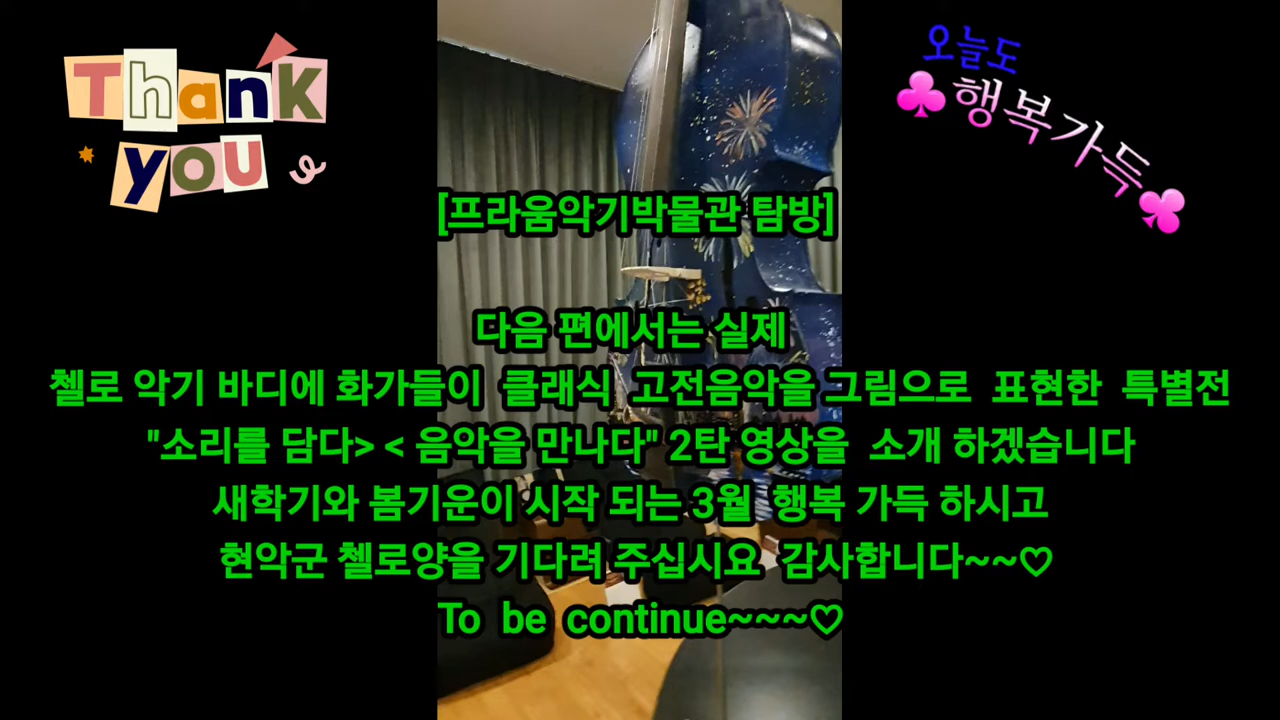 Thank
you
오늘도
♣행복가득♣
[프라움악기박물관 탐방]
다음 편에서는 실제
첼로 악기 바디에 화가들이 클래식 고전음악을 그림으로 표현한 특별전
"소리를 담다> < 음악을 만나다" 2탄 영상을 소개 하겠습니다
새학기와 봄기운이 시작 되는 3월 행복 가득 하시고
현악군 첼로양을 기다려 주십시요 감사합니다~~♡
To be continue~~~♡